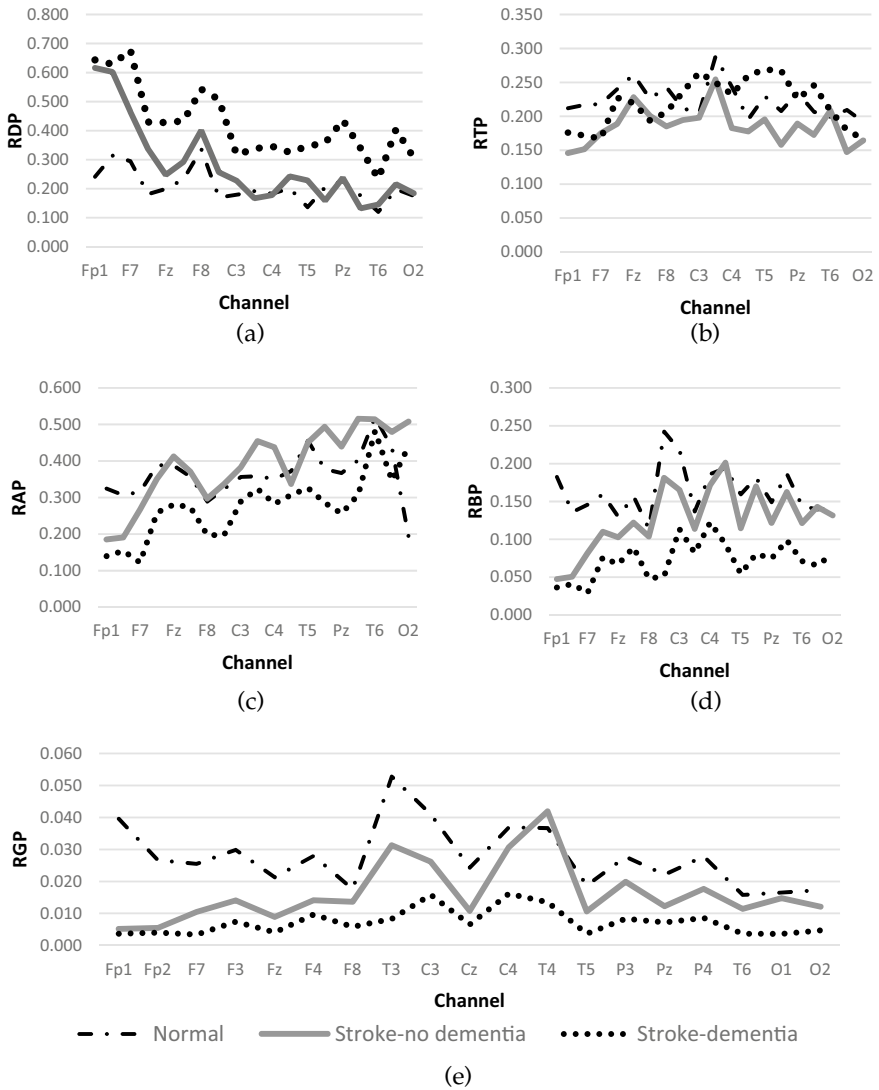 0.800
0.700
0.600
0.500
0.400
0.300
0.200
0.100
0.000
RDP
Fp1 F7 Fz F8 C3 C4 T5 Pz T6 O2
Channel
(a)
0.350
0.300
0.250
0.200
0.150
0.100
0.050
0.000
RTP
Fp1 F7 Fz F8 C3 C4 T5 Pz T6 O2
Channel
(b)
0.600
0.500
0.400
0.300
0.200
0.100
0.000
RAP
Fp1 F7 Fz F8 C3 C4 T5 Pz T6 O2
Channel
(c)
0.300
0.250
0.200
0.150
0.100
0.050
0.000
RBP
Fp1 F7 Fz F8 C3 C4 T5 Pz T6 O2
Channel
(d)
0.060
0.050
0.040
0.030
0.020
0.010
0.000
RGP
Fp1 Fp2 F7 F3 Fz F4 F8 T3 C3 Cz C4 T4 T5 P3 Pz P4 T6 O1 O2
Channel
Normal Stroke-no dementia Stroke-dementia
(e)